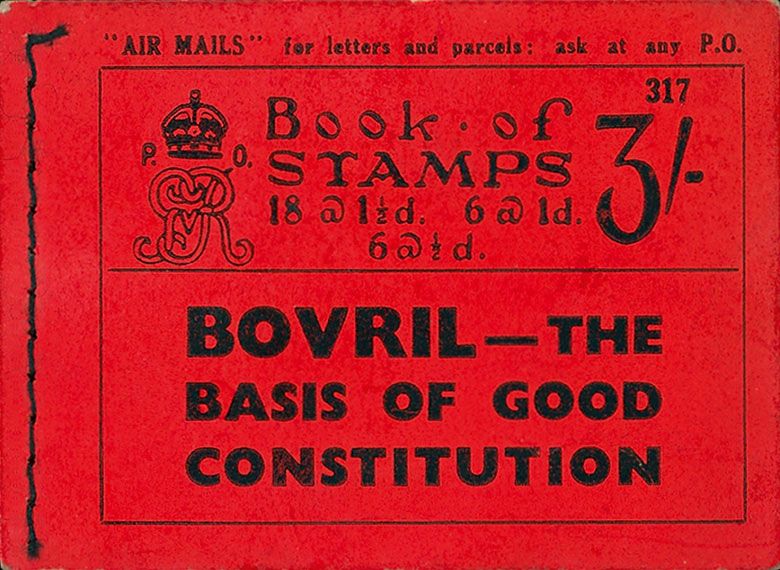 "AIR MAILS" for letters and parcels: ask at any P.O.
317
Book · of
STAMPS
3/-
P. O.
18 @ 1½d. 6 @ 1d.
6 @ ½d.
BOVRIL — THE
BASIS OF GOOD
CONSTITUTION